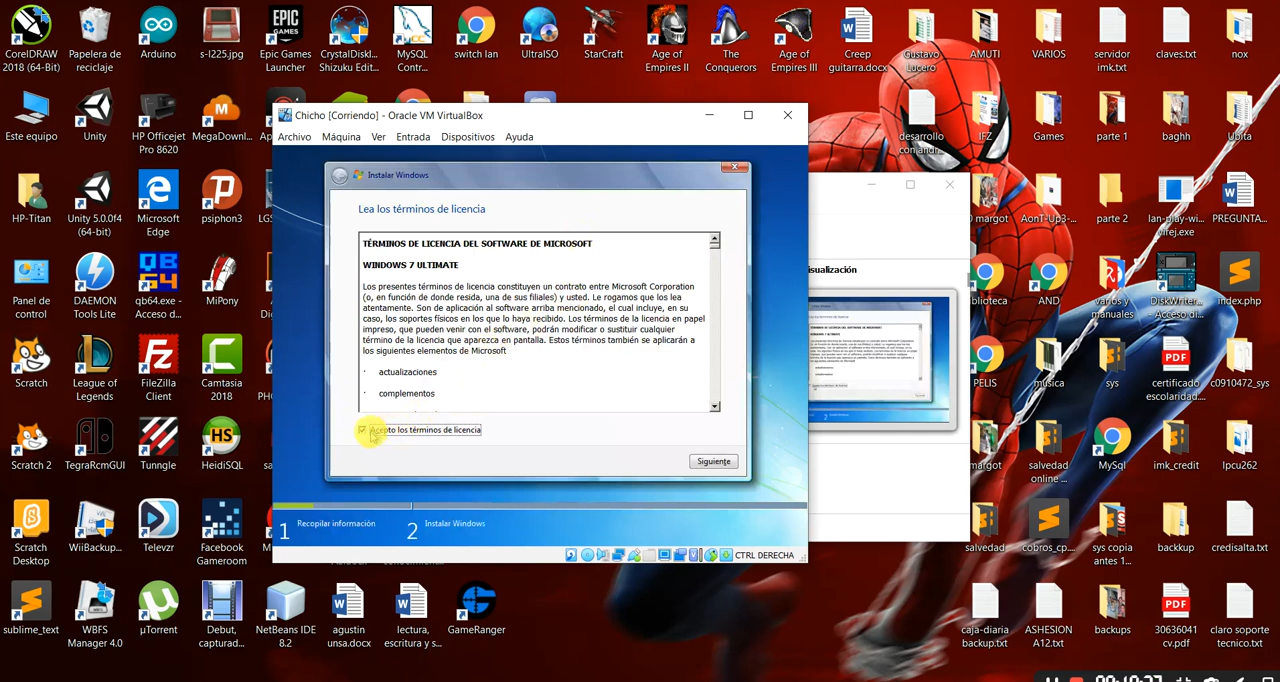 CorelDRAW
2018 (64-Bit)
Papelera de
reciclaje
Arduino
s-l225.jpg
Epic Games
Launcher
CrystalDiskI...
Shizuku Edit...
MySQL
Contr...
switch lan
UltraISO
StarCraft
Age of
Empires II
The
Conquerors
Age of
Empires III
Creep
guitarra.docx
Gustavo
Lucero
AMUTI
VARIOS
servidor
imk.txt
claves.txt
nox
Este equipo
Unity
HP Officejet
Pro 8620
MegaDownl...
desarrollo
con andr...
IFZ
Games
parte 1
baghh
Ubita
HP-Titan
Unity 5.0.0f4
(64-bit)
Microsoft
Edge
psiphon3
margot
AonT-Up3-...
parte 2
lan-play-wi...
PREGUNTA...
Panel de
control
DAEMON
Tools Lite
qb64.exe -
Acceso d...
MiPony
AND
varios y
manuales
DiskWriter...
- Acceso di...
index.php
Scratch
League of
Legends
FileZilla
Client
Camtasia
2018
PELIS
musica
sys
certificado
escolaridad....
c0910472_sys
Scratch 2
TegraRcmGUI
Tunngle
HeidiSQL
margot
salvedad
online ...
MySql
imk_credit
lpcu262
Scratch
Desktop
WiiBackup...
Televzr
Facebook
Gameroom
salvedad
cobros_cp...
sys copia
antes 1...
backkup
credisalta.txt
sublime_text
WBFS
Manager 4.0
µTorrent
Debut,
capturad...
NetBeans IDE
8.2
agustin
unsa.docx
lectura,
escritura y s...
GameRanger
caja-diaria
backup.txt
ASHESION
A12.txt
backups
30636041
cv.pdf
claro soporte
tecnico.txt
Chicho [Corriendo] - Oracle VM VirtualBox
Archivo Máquina Ver Entrada Dispositivos Ayuda
Instalar Windows
Lea los términos de licencia
TÉRMINOS DE LICENCIA DEL SOFTWARE DE MICROSOFT
WINDOWS 7 ULTIMATE
Los presentes términos de licencia constituyen un contrato entre Microsoft Corporation
(o, en función de donde resida, una de sus filiales) y usted. Le rogamos que los lea
atentamente. Son de aplicación al software arriba mencionado, el cual incluye, en su
caso, los soportes físicos en los que lo haya recibido. Los términos de la licencia en papel
impreso, que pueden venir con el software, podrán modificar o sustituir cualquier
término de la licencia que aparezca en pantalla. Estos términos también se aplicarán a
los siguientes elementos de Microsoft
· actualizaciones
· complementos
Acepto los términos de licencia
Siguiente
1 Recopilar información
2 Instalar Windows
CTRL DERECHA